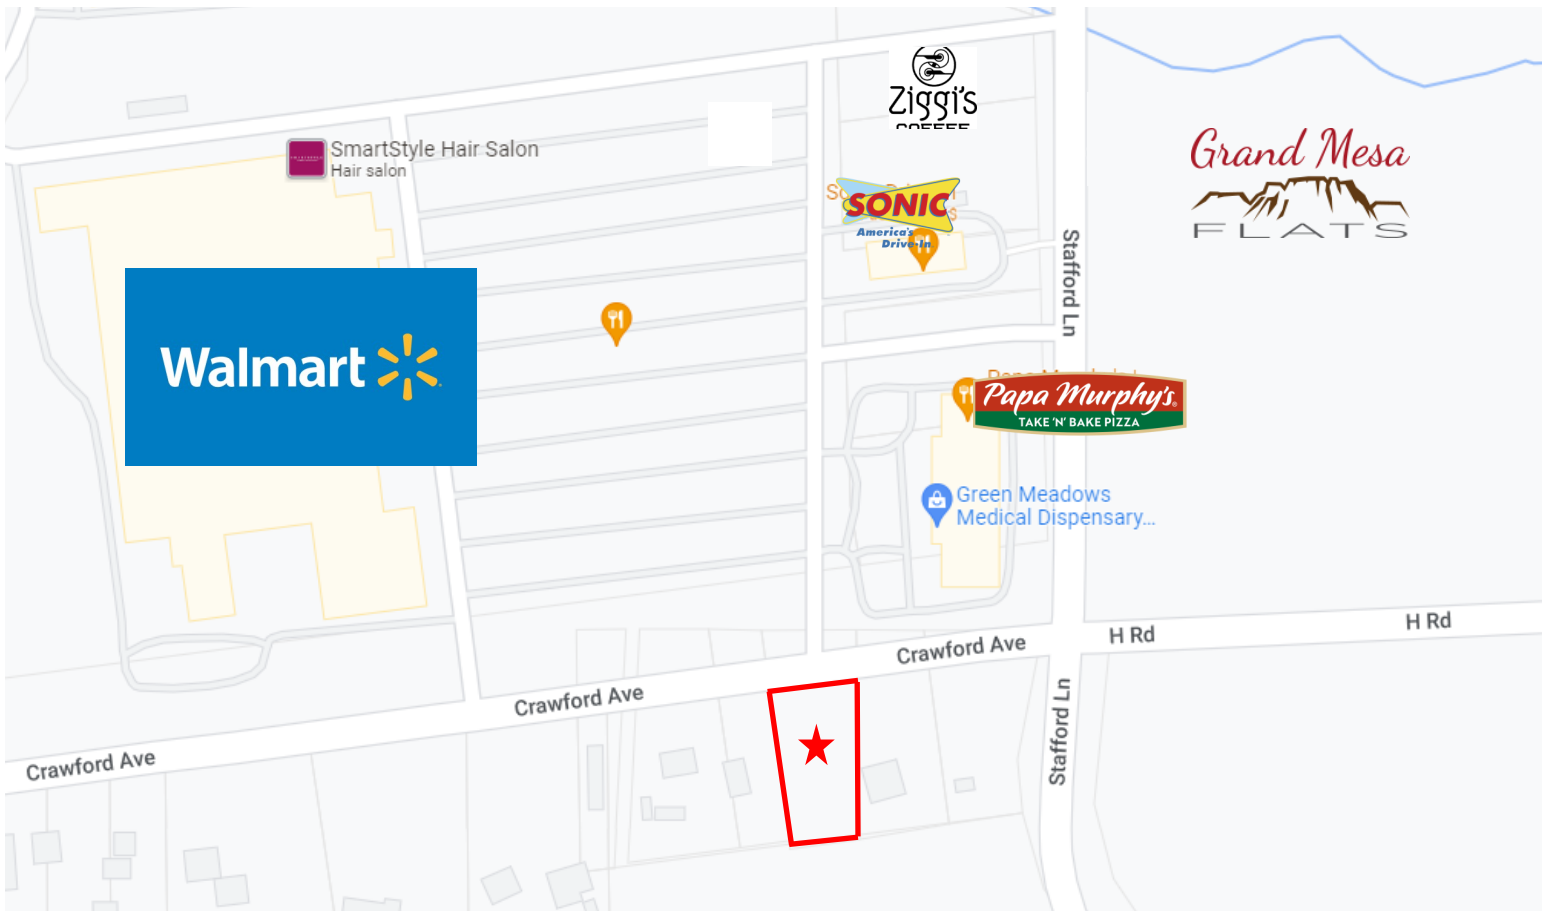 Ziggi's
COFFEE
SmartStyle Hair Salon
Hair salon
Grand Mesa
FLATS
SONIC
America's
Drive-In
Stafford Ln
Walmart
Papa Murphy's
TAKE 'N' BAKE PIZZA
Green Meadows
Medical Dispensary...
H Rd
H Rd
Crawford Ave
Crawford Ave
Stafford Ln
Crawford Ave